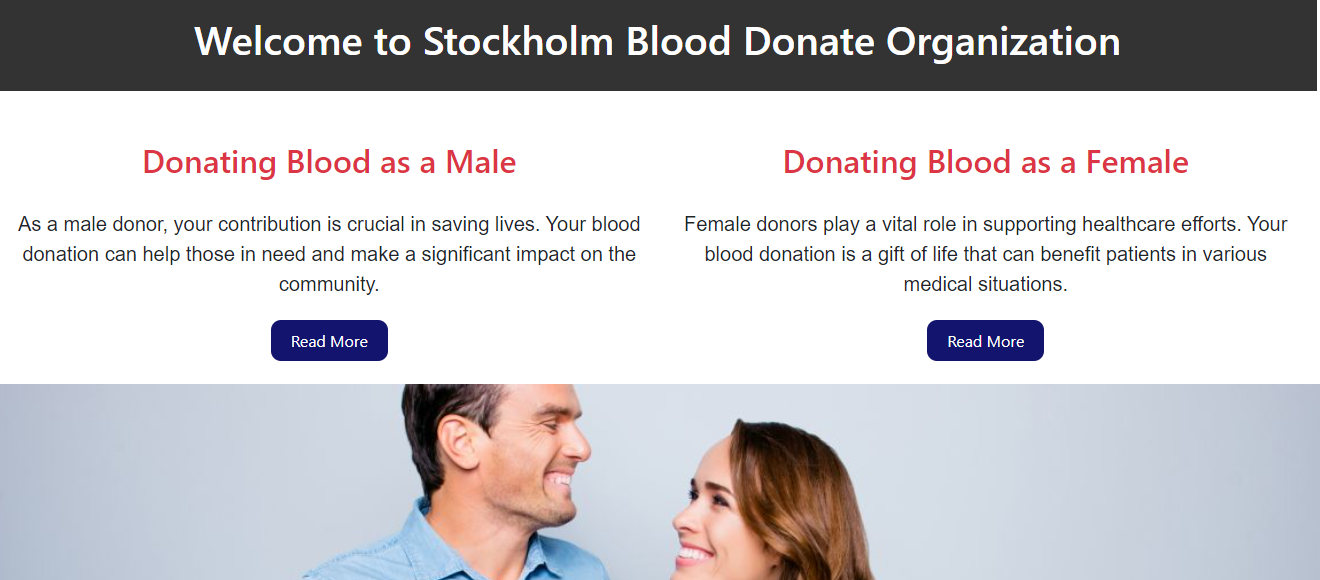 Welcome to Stockholm Blood Donate Organization
Donating Blood as a Male
As a male donor, your contribution is crucial in saving lives. Your blood
donation can help those in need and make a significant impact on the
community.
Read More
Donating Blood as a Female
Female donors play a vital role in supporting healthcare efforts. Your
blood donation is a gift of life that can benefit patients in various
medical situations.
Read More